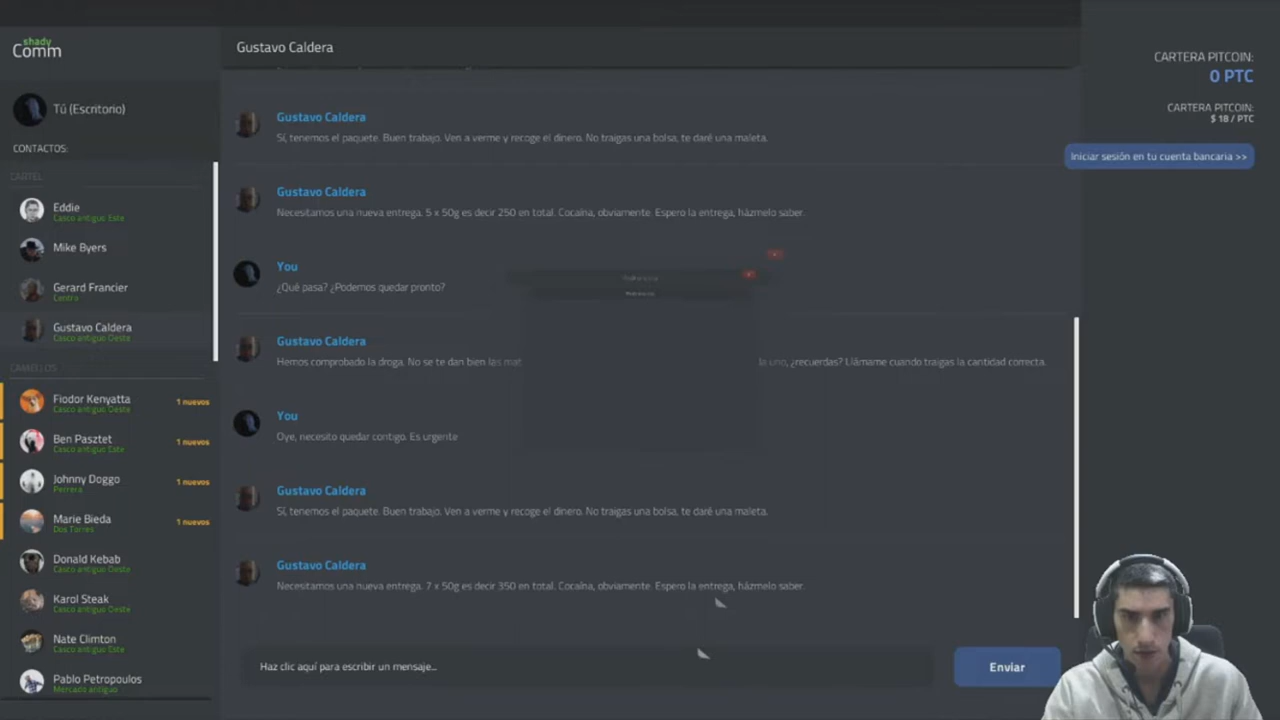 shady
Comm
Tú (Escritorio)
CONTACTOS:
CARTEL
Eddie
Casco antiguo Este
Mike Byers
Gerard Francier
Centro
Gustavo Caldera
Casco antiguo Oeste
CAMELLOS
Fiodor Kenyatta
1 nuevos
Casco antiguo Oeste
Ben Pasztet
1 nuevos
Casco antiguo Este
Johnny Doggo
1 nuevos
Perrera
Marie Bieda
1 nuevos
Dos Torres
Donald Kebab
Casco antiguo Oeste
Karol Steak
Casco antiguo Oeste
Nate Climton
Casco antiguo Este
Pablo Petropoulos
Mercado antiguo
Gustavo Caldera
Gustavo Caldera
Sí, tenemos el paquete. Buen trabajo. Ven a verme y recoge el dinero. No traigas una bolsa, te daré una maleta.
Gustavo Caldera
Necesitamos una nueva entrega. 5 x 50g es decir 250 en total. Cocaína, obviamente. Espero la entrega, házmelo saber.
You
¿Qué pasa? ¿Podemos quedar pronto?
Gustavo Caldera
Hemos comprobado la droga. No se te dan bien las mat
uno, ¿recuerdas? Llámame cuando traigas la cantidad correcta.
You
Oye, necesito quedar contigo. Es urgente
Gustavo Caldera
Sí, tenemos el paquete. Buen trabajo. Ven a verme y recoge el dinero. No traigas una bolsa, te daré una maleta.
Gustavo Caldera
Necesitamos una nueva entrega. 7 x 50g es decir 350 en total. Cocaína, obviamente. Espero la entrega, házmelo saber.
Haz clic aquí para escribir un mensaje...
Enviar
CARTERA PITCOIN:
0 PTC
CARTERA PITCOIN:
$ 18 / PTC
Iniciar sesión en tu cuenta bancaria >>